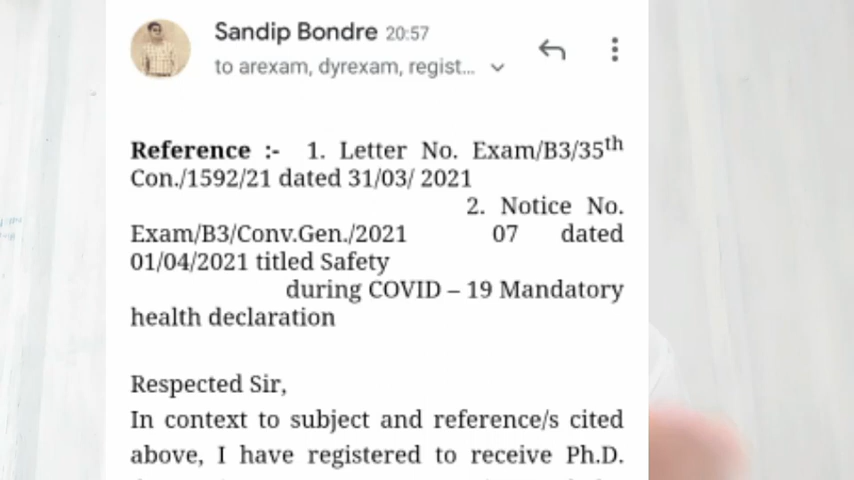 Sandip Bondre 20:57
to arexam, dyrexam, regist...
Reference :- 1. Letter No. Exam/B3/35th
Con./1592/21 dated 31/03/ 2021
2. Notice No.
Exam/B3/Conv.Gen./2021 07 dated
01/04/2021 titled Safety
during COVID – 19 Mandatory
health declaration
Respected Sir,
In context to subject and reference/s cited
above, I have registered to receive Ph.D.